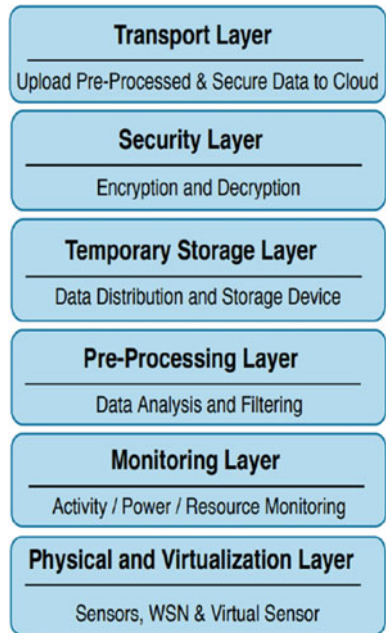 Transport Layer
Upload Pre-Processed & Secure Data to Cloud
Security Layer
Encryption and Decryption
Temporary Storage Layer
Data Distribution and Storage Device
Pre-Processing Layer
Data Analysis and Filtering
Monitoring Layer
Activity / Power / Resource Monitoring
Physical and Virtualization Layer
Sensors, WSN & Virtual Sensor